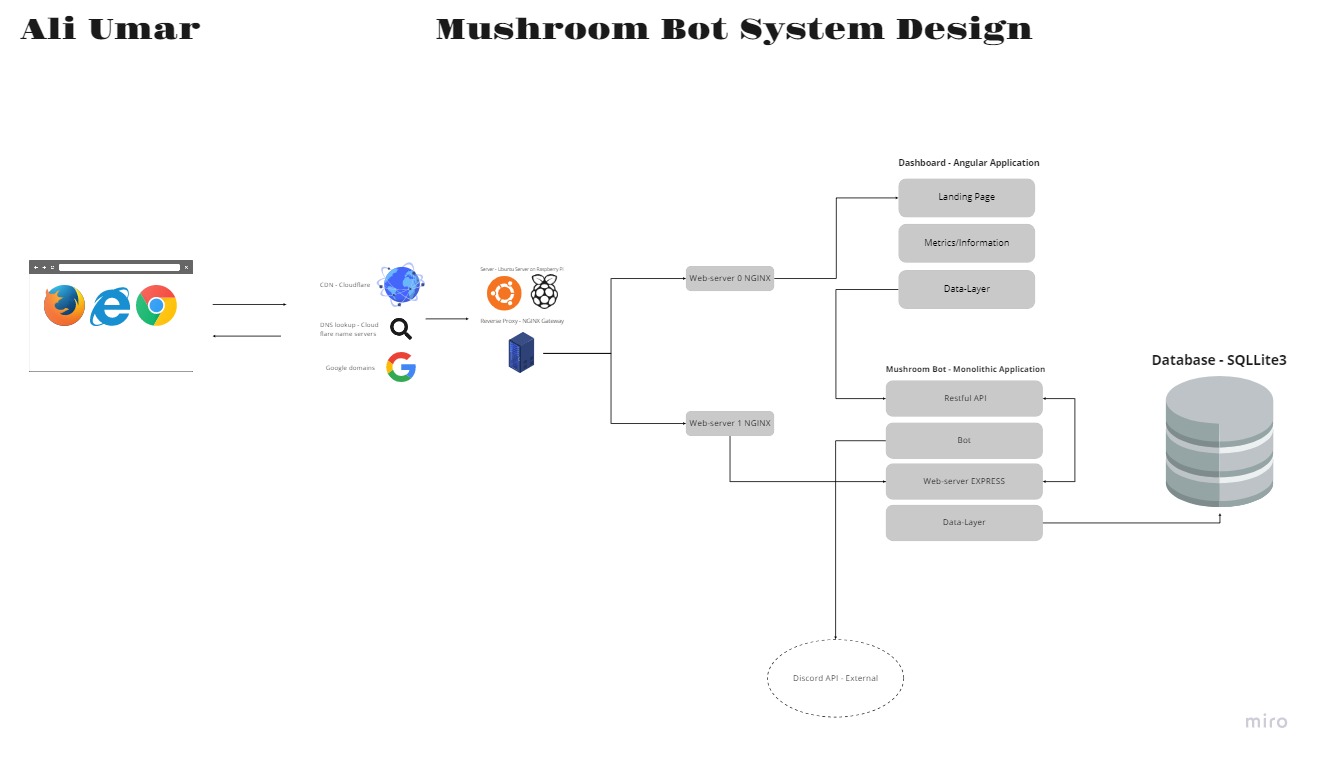 Ali Umar
Mushroom Bot System Design
Dashboard - Angular Application
Landing Page
Metrics/Information
Data-Layer
CDN - Cloudflare
DNS lookup - Cloud
flare name servers
Google domains
Server - Ubuntu Server on Raspberry Pi
Reverse Proxy - NGINX Gateway
Web-server 0 NGINX
Web-server 1 NGINX
Mushroom Bot - Monolithic Application
Restful API
Bot
Web-server EXPRESS
Data-Layer
Database - SQLLite3
Discord API - External
miro